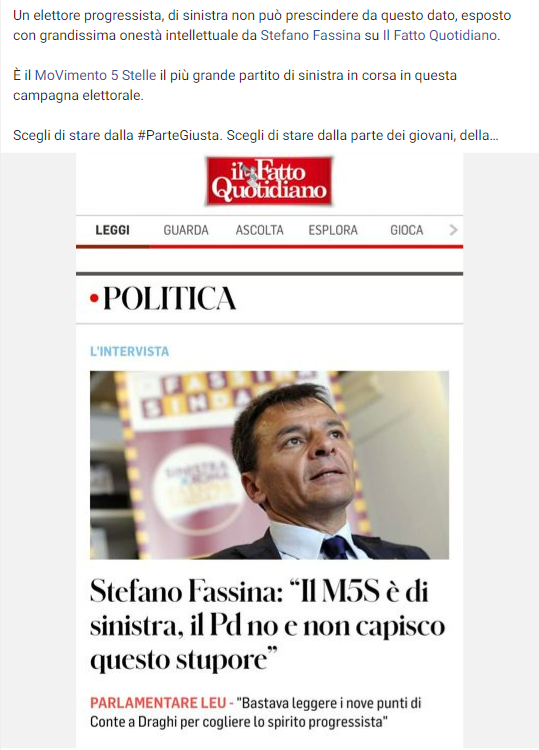 Un elettore progressista, di sinistra non può prescindere da questo dato, esposto
con grandissima onestà intellettuale da Stefano Fassina su Il Fatto Quotidiano.
È il MoVimento 5 Stelle il più grande partito di sinistra in corsa in questa
campagna elettorale.
Scegli di stare dalla #ParteGiusta. Scegli di stare dalla parte dei giovani, della...
il Fatto
Quotidiano
LEGGI GUARDA ASCOLTA ESPLORA GIOCA >
•POLITICA
L'INTERVISTA
FASSINA
SINDA
SINISTRA
Stefano Fassina: “Il M5S è di
sinistra, il Pd no e non capisco
questo stupore”
PARLAMENTARE LEU - "Bastava leggere i nove punti di
Conte a Draghi per cogliere lo spirito progressista"